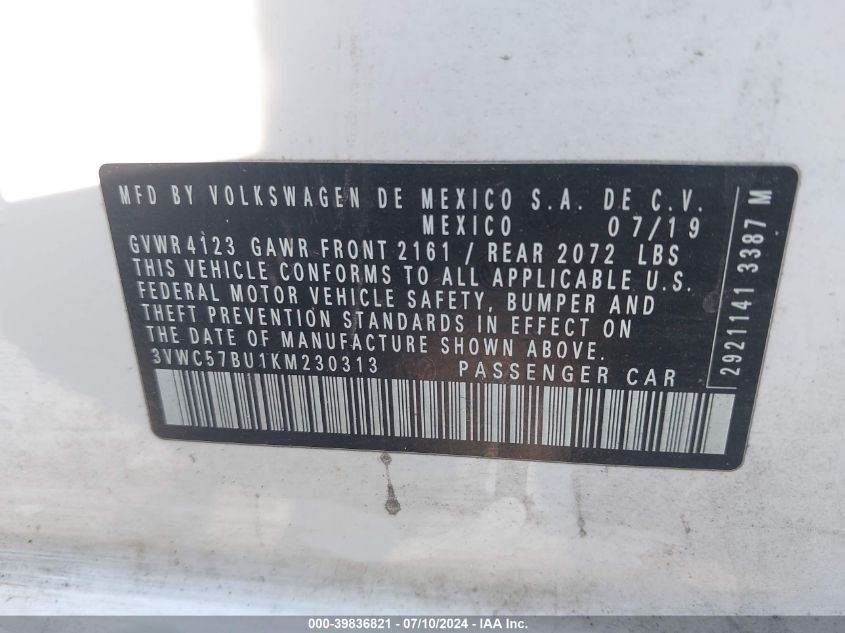 MFD BY VOLKSWAGEN DE MEXICO S.A. DE C.V.
MEXICO 07/19
GVWR 4123 GAWR FRONT 2161 / REAR 2072 LBS
THIS VEHICLE CONFORMS TO ALL APPLICABLE U.S.
FEDERAL MOTOR VEHICLE SAFETY, BUMPER AND
THEFT PREVENTION STANDARDS IN EFFECT ON
THE DATE OF MANUFACTURE SHOWN ABOVE.
3VWC57BU1KM230313 PASSENGER CAR
2921141 3387 M
000-39836821 - 07/10/2024 - IAA Inc.